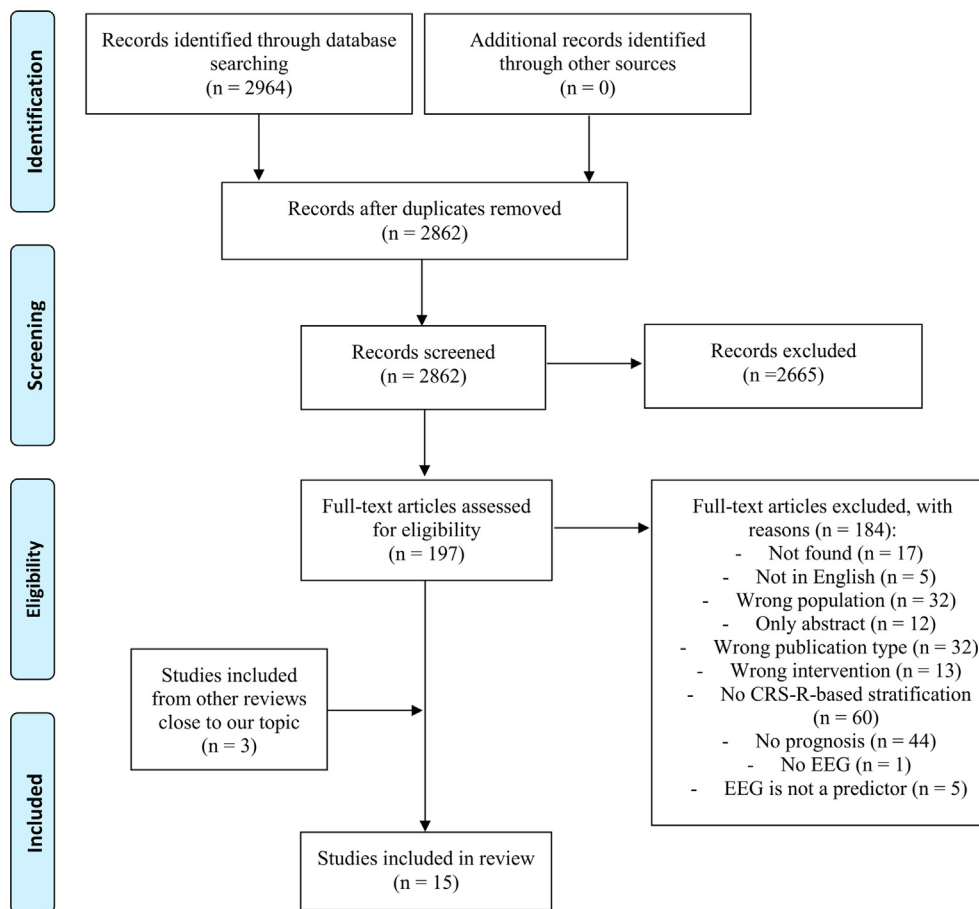 Identification
Records identified through database
searching
(n = 2964)
Additional records identified
through other sources
(n = 0)
Records after duplicates removed
(n = 2862)
Screening
Records screened
(n = 2862)
Records excluded
(n =2665)
Eligibility
Full-text articles assessed
for eligibility
(n = 197)
Full-text articles excluded, with
reasons (n = 184):
- Not found (n = 17)
- Not in English (n = 5)
- Wrong population (n = 32)
- Only abstract (n = 12)
- Wrong publication type (n = 32)
- Wrong intervention (n = 13)
- No CRS-R-based stratification
(n = 60)
- No prognosis (n = 44)
- No EEG (n = 1)
- EEG is not a predictor (n = 5)
Studies included
from other reviews
close to our topic
(n = 3)
Included
Studies included in review
(n = 15)